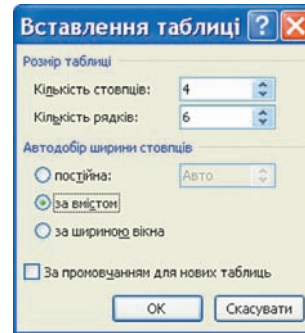 Вставлення таблиці
Розмір таблиці
Кількість стовпців: 4
Кількість рядків: 6
Автодобір ширини стовпців
постійна: Авто
за вмістом
за шириною вікна
За промовчанням для нових таблиць
OK Скасувати